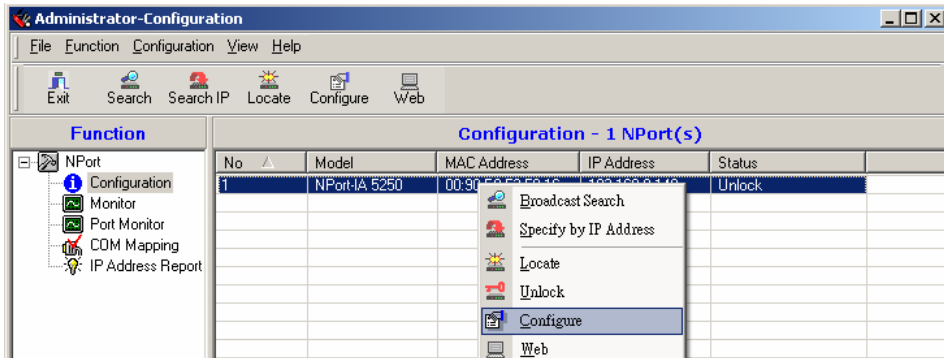 Administrator-Configuration
File Function Configuration View Help
Exit Search Search IP Locate Configure Web
Function
Configuration - 1 NPort(s)
NPort
Configuration
Monitor
Port Monitor
COM Mapping
IP Address Report
No Model MAC Address IP Address Status
1 NPort-IA 5250 Unlock
Broadcast Search
Specify by IP Address
Locate
Unlock
Configure
Web